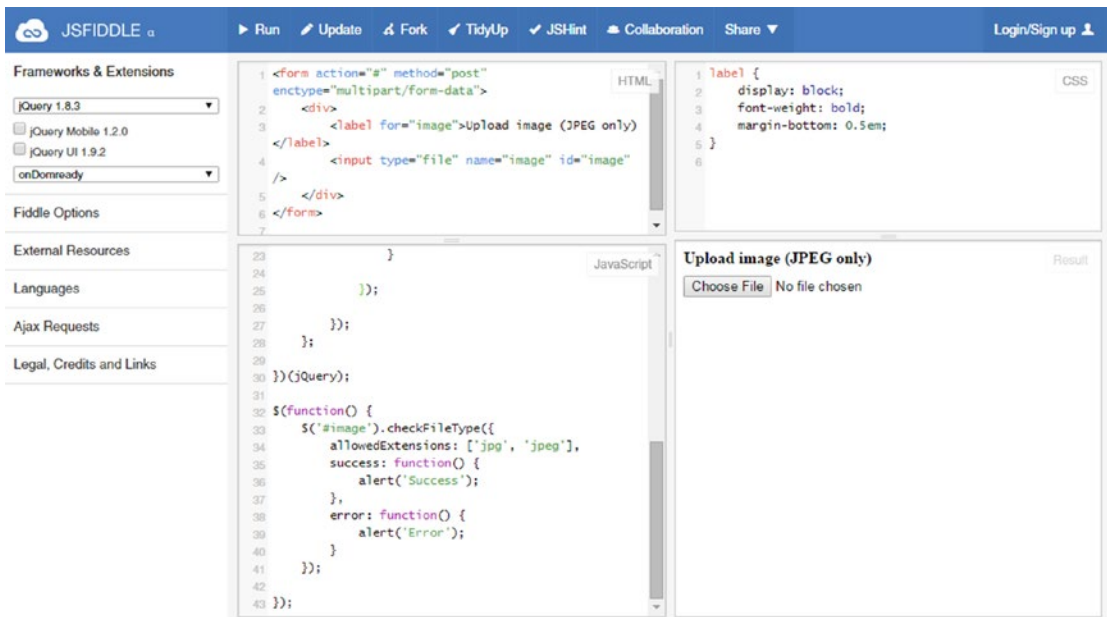 JSFIDDLE α
Run Update Fork TidyUp JSHint Collaboration Share ▼ Login/Sign up
Frameworks & Extensions
jQuery 1.8.3
jQuery Mobile 1.2.0
jQuery UI 1.9.2
onDomready
Fiddle Options
External Resources
Languages
Ajax Requests
Legal, Credits and Links
HTML
1 <form action="#" method="post"
enctype="multipart/form-data">
2 <div>
3 <label for="image">Upload image (JPEG only)
</label>
4 <input type="file" name="image" id="image"
/>
5 </div>
6 </form>
7
CSS
1 label {
2 display: block;
3 font-weight: bold;
4 margin-bottom: 0.5em;
5 }
6
JavaScript
23 }
24
25 });
26
27 });
28 };
29
30 })(jQuery);
31
32 $(function() {
33 $('#image').checkFileType({
34 allowedExtensions: ['jpg', 'jpeg'],
35 success: function() {
36 alert('Success');
37 },
38 error: function() {
39 alert('Error');
40 }
41 });
42
43 });
Result
Upload image (JPEG only)
Choose File No file chosen